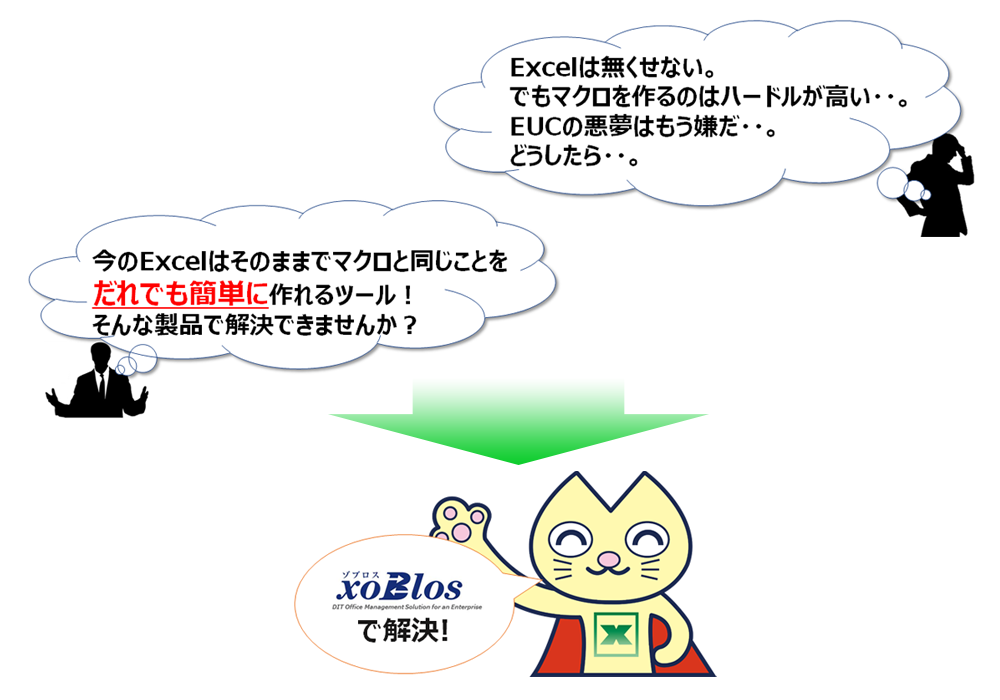 Excelは無くせない。
でもマクロを作るのはハードルが高い・・。
EUCの悪夢はもう嫌だ・・。
どうしたら・・。
今のExcelはそのままでマクロと同じことを
だれでも簡単に作れるツール！
そんな製品で解決できませんか？
ゾブロス
xoBlos
DIT Office Management Solution for an Enterprise
で解決!
X